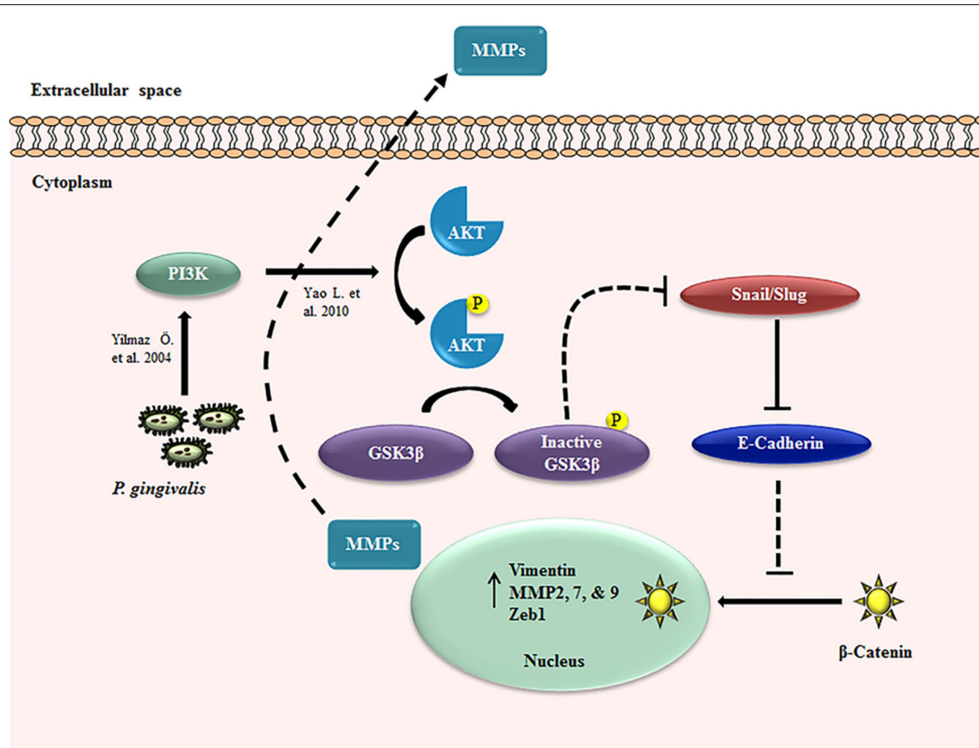 MMPs
Extracellular space
Cytoplasm
AKT
PI3K
Yao L. et
al. 2010
Snail/Slug
P
AKT
Yilmaz Ö.
et al. 2004
P
GSK3β
Inactive
GSK3β
E-Cadherin
P. gingivalis
MMPs
Vimentin
MMP2, 7, & 9
Zeb1
Nucleus
β-Catenin